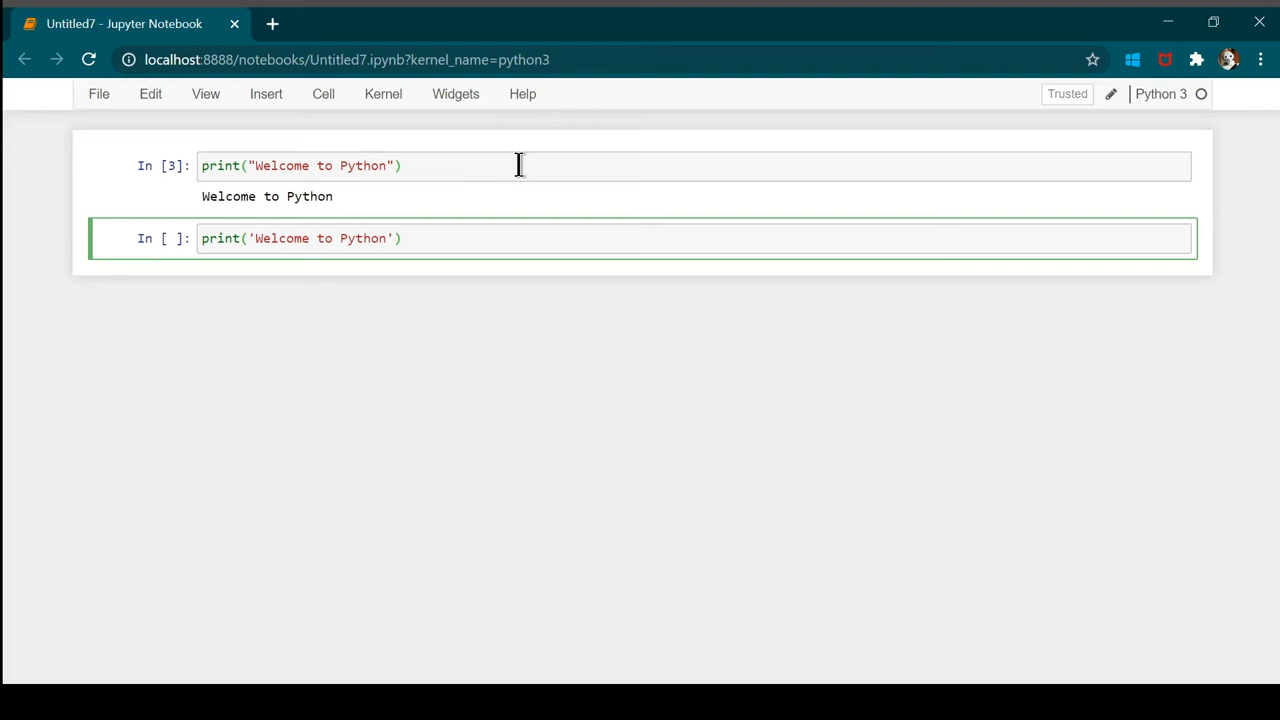 Untitled7 - Jupyter Notebook
localhost:8888/notebooks/Untitled7.ipynb?kernel_name=python3
File Edit View Insert Cell Kernel Widgets Help Trusted Python 3
In [3]: print("Welcome to Python")
Welcome to Python
In [ ]: print('Welcome to Python')